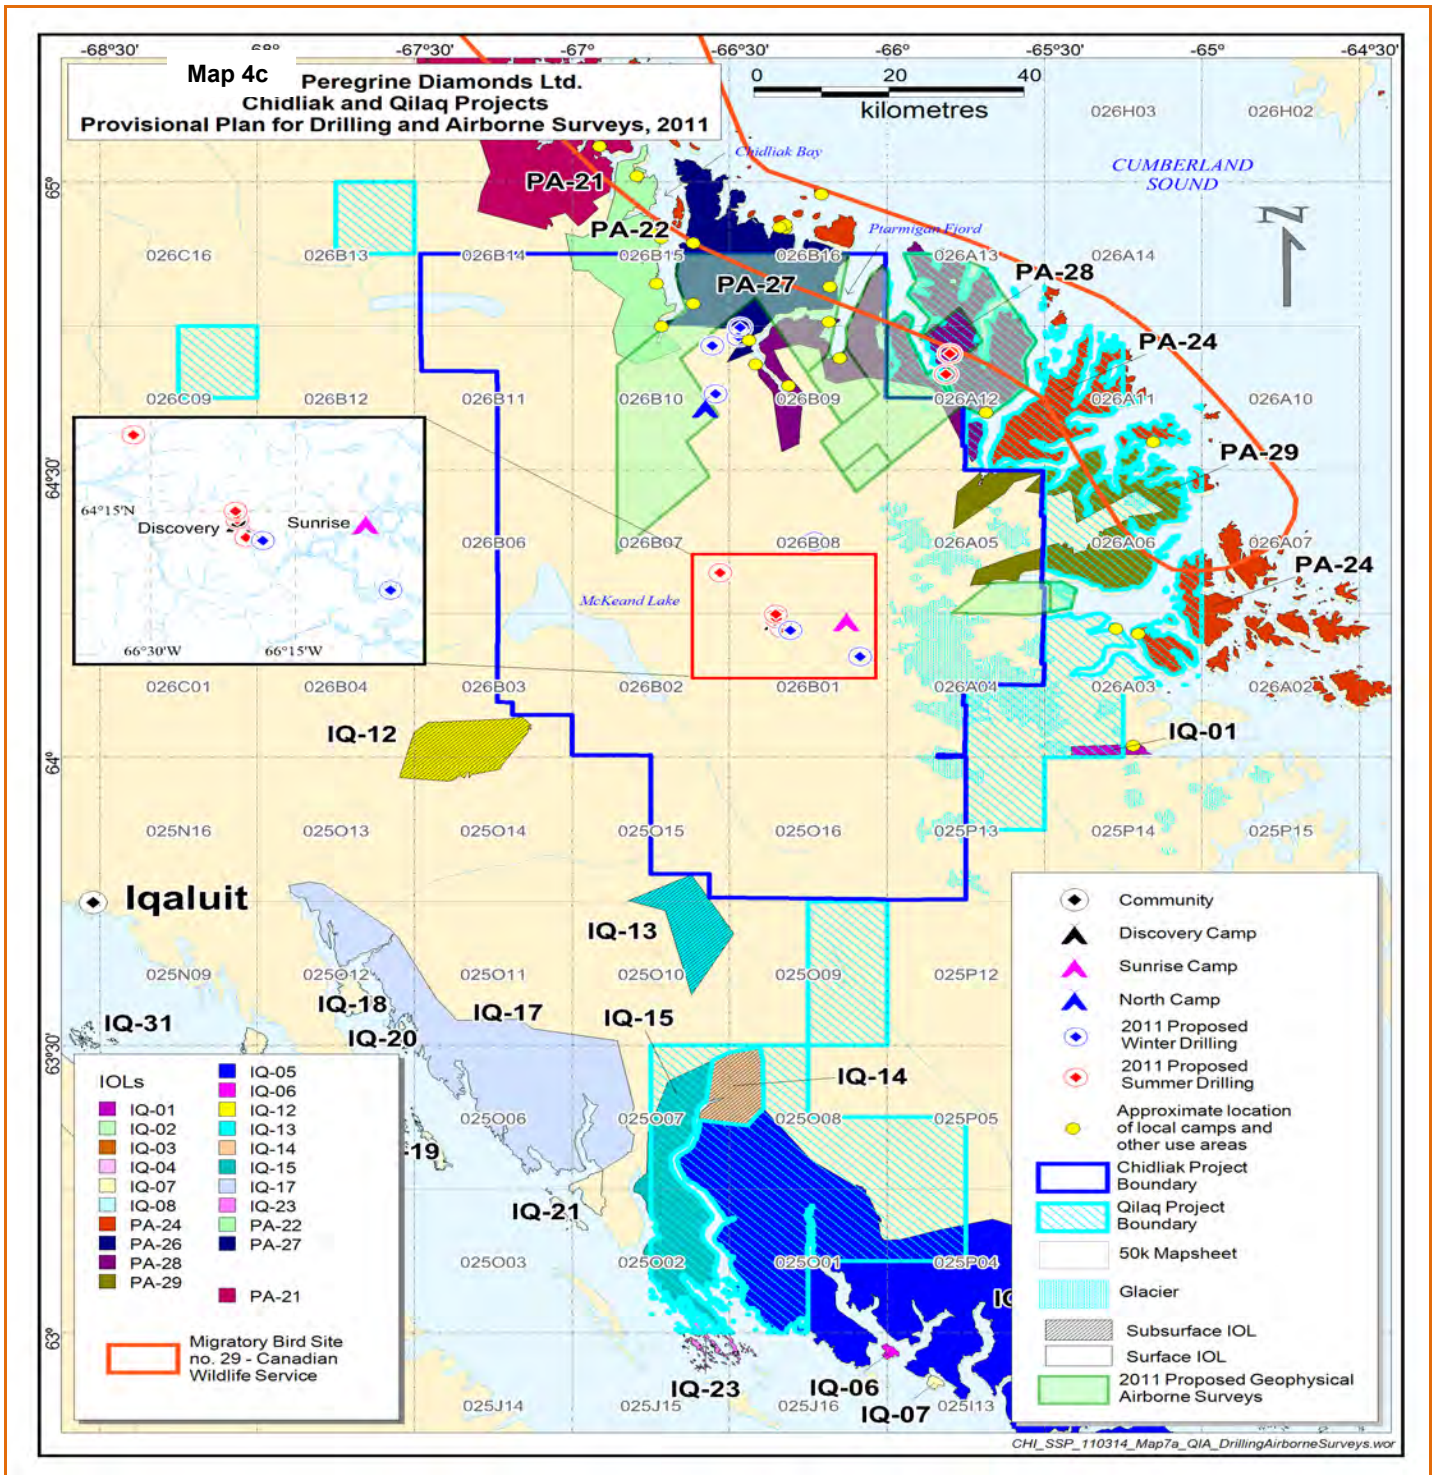 -68°30'
-68°
-67°30'
-67°
-66°30'
-66°
-65°30'
-65°
-64°30'
Map 4c
Peregrine Diamonds Ltd.
Chidliak and Qilaq Projects
Provisional Plan for Drilling and Airborne Surveys, 2011
0 20 40
kilometres
026H03
026H02
CUMBERLAND
SOUND
Chidliak Bay
65°
PA-21
PA-22
Ptarmigan Fjord
N
026C16
026B13
026B14
026B15
026B16
026A13
026A14
PA-27
PA-28
PA-24
026C09
026B12
026B11
026B10
026B09
026A12
026A11
026A10
64°30'
PA-29
64°15'N
Discovery
Sunrise
66°30'W
66°15'W
026B06
026B07
026B08
026A05
026A06
026A07
PA-24
McKeand Lake
026C01
026B04
026B03
026B02
026B01
026A04
026A03
026A02
IQ-12
IQ-01
64°
025N16
025O13
025O14
025O15
025O16
025P13
025P14
025P15
Iqaluit
IQ-13
025N09
025O12
025O11
025O10
025O09
025P12
IQ-18
IQ-17
IQ-15
IQ-31
IQ-20
63°30'
IQ-14
025O06
025O07
025O08
025P05
-19
IQ-21
025O03
025O02
025O01
025P04
63°
IQ-23
IQ-06
IQ-07
025J14
025J15
025J16
025I13
IOLs
IQ-01
IQ-02
IQ-03
IQ-04
IQ-07
IQ-08
PA-24
PA-26
PA-28
PA-29
IQ-05
IQ-06
IQ-12
IQ-13
IQ-14
IQ-15
IQ-17
IQ-23
PA-22
PA-27
PA-21
Migratory Bird Site
no. 29 - Canadian
Wildlife Service
Community
Discovery Camp
Sunrise Camp
North Camp
2011 Proposed
Winter Drilling
2011 Proposed
Summer Drilling
Approximate location
of local camps and
other use areas
Chidliak Project
Boundary
Qilaq Project
Boundary
50k Mapsheet
Glacier
Subsurface IOL
Surface IOL
2011 Proposed Geophysical
Airborne Surveys
CHI_SSP_110314_Map7a_QIA_DrillingAirborneSurveys.wor